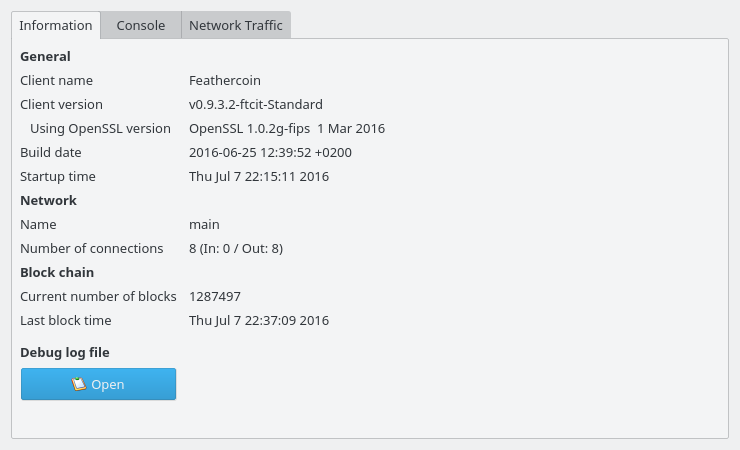 Information Console Network Traffic
General
Client name Feathercoin
Client version v0.9.3.2-ftcit-Standard
Using OpenSSL version OpenSSL 1.0.2g-fips  1 Mar 2016
Build date 2016-06-25 12:39:52 +0200
Startup time Thu Jul 7 22:15:11 2016
Network
Name main
Number of connections 8 (In: 0 / Out: 8)
Block chain
Current number of blocks 1287497
Last block time Thu Jul 7 22:37:09 2016
Debug log file
Open